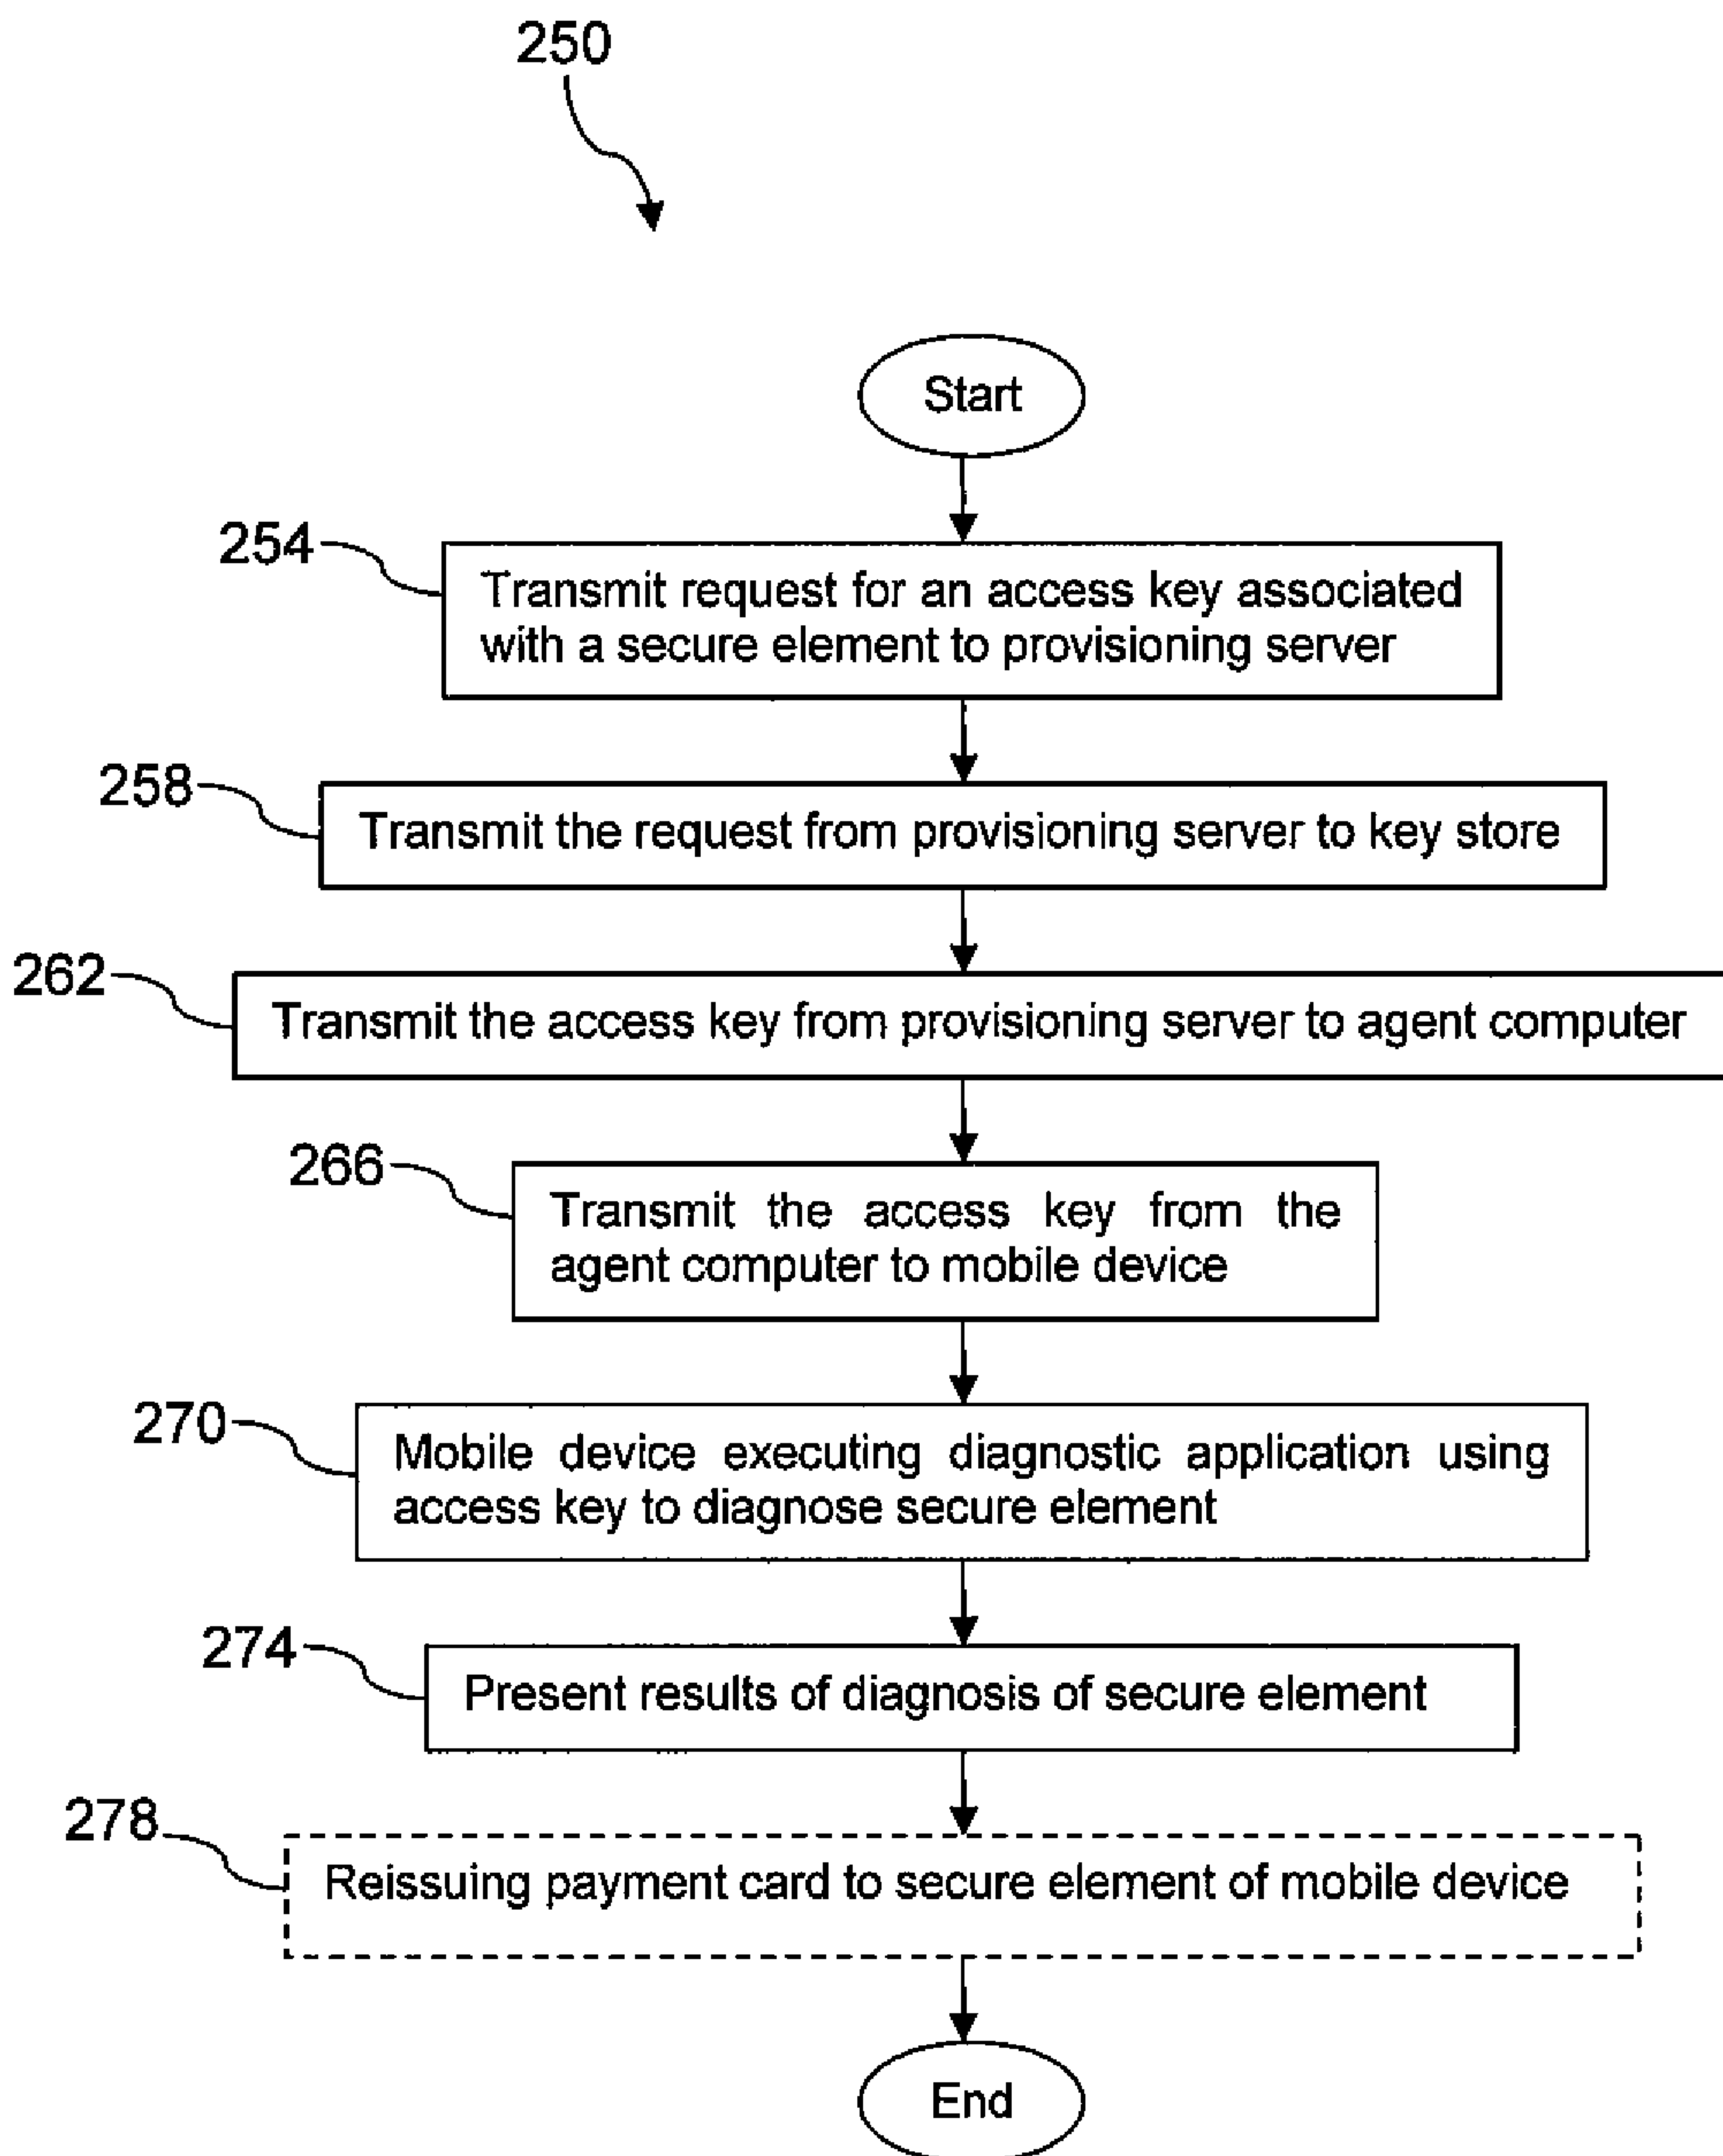 250
Start
254
Transmit request for an access key associated
with a secure element to provisioning server
258
Transmit the request from provisioning server to key store
262
Transmit the access key from provisioning server to agent computer
266
Transmit the access key from the
agent computer to mobile device
270
Mobile device executing diagnostic application using
access key to diagnose secure element
274
Present results of diagnosis of secure element
278
Reissuing payment card to secure element of mobile device
End